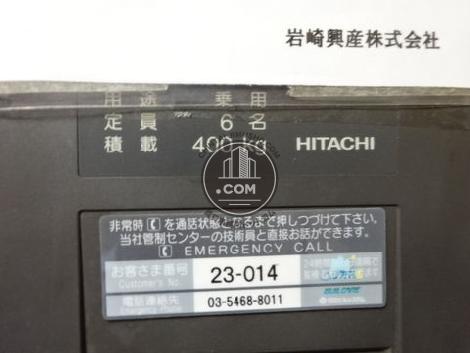 岩崎興産株式会社
用途 乗用
定員 6名
積載 400kg HITACHI
.COM
非常時 を通話状態となるまで押しつづけて下さい。
当社管制センターの技術員と直接お話ができます。
EMERGENCY CALL
お客さま番号 23-014
Customer's No.
電話連絡先 03-5468-8011
Emergency Phone